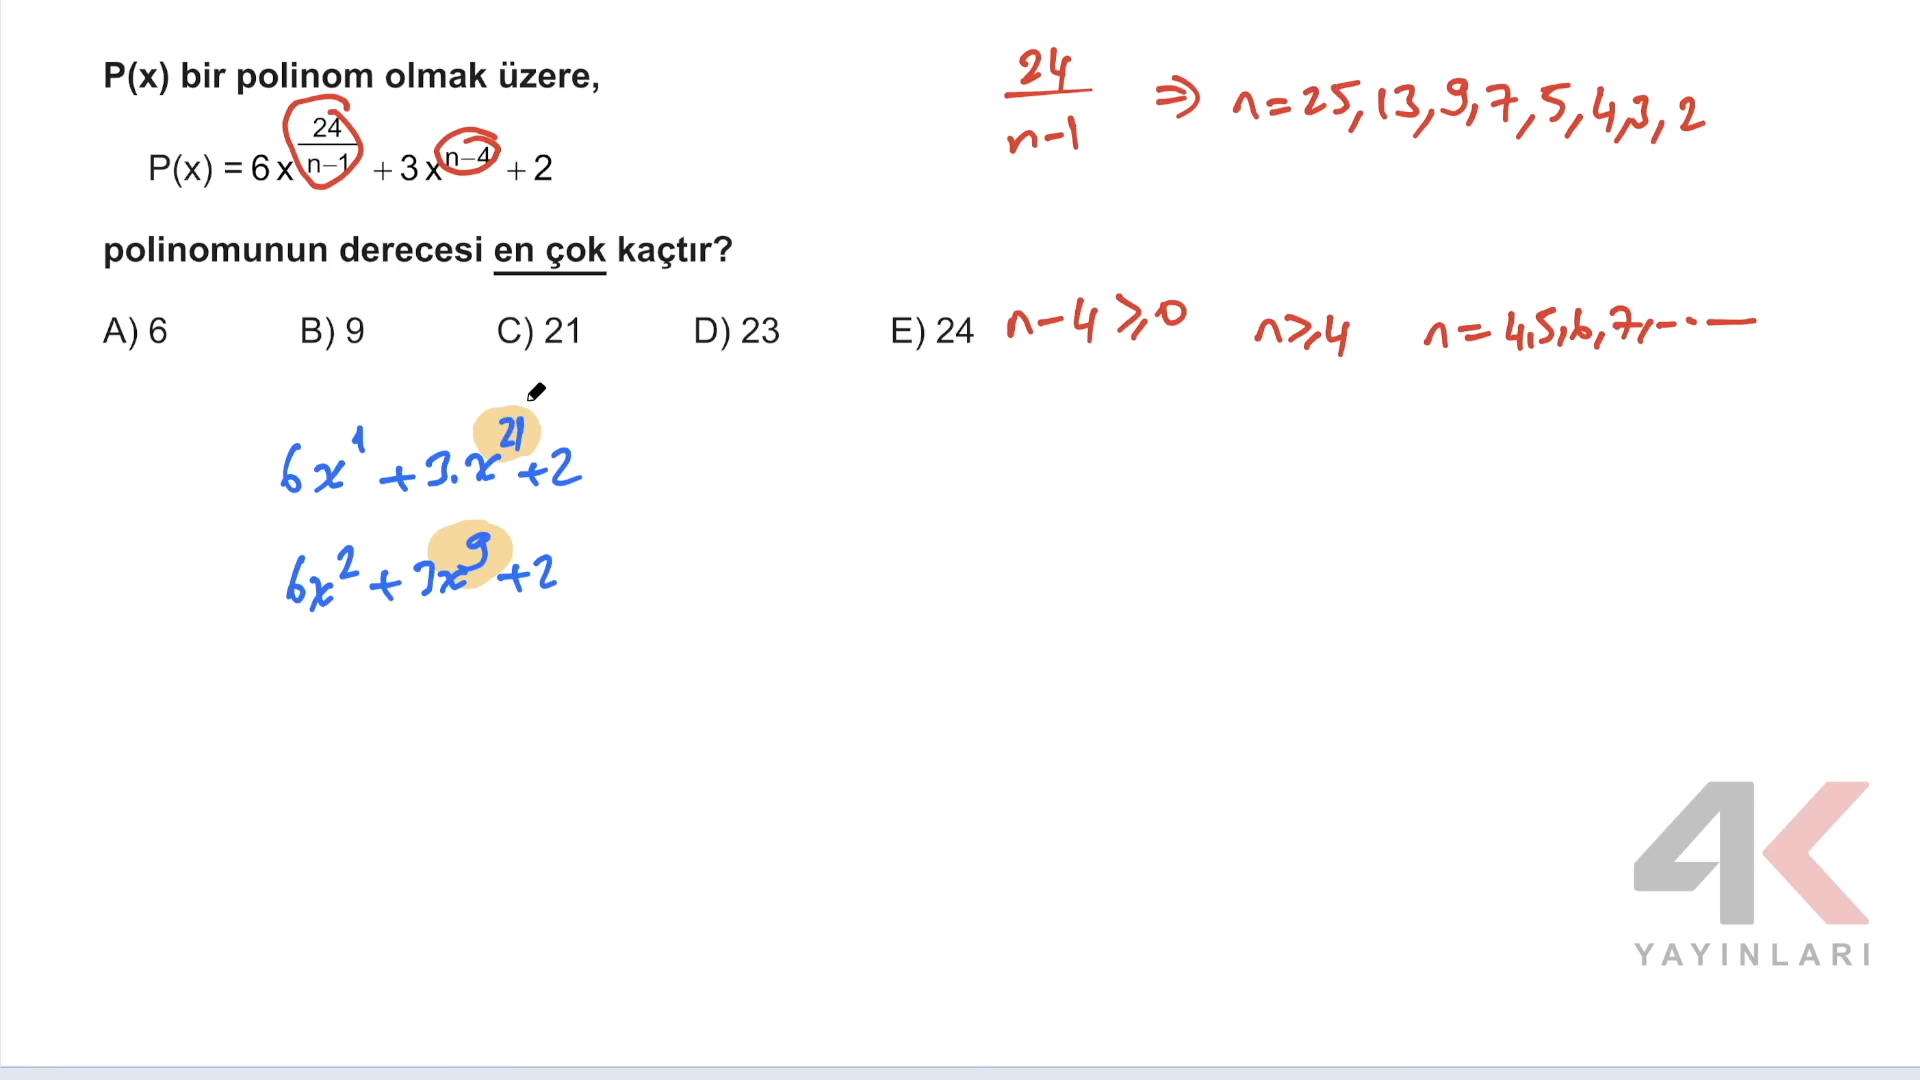 P(x) bir polinom olmak üzere,
P(x) = 6x^(24/(n−1)) + 3x^(n−4) + 2
polinomunun derecesi en çok kaçtır?
A) 6 B) 9 C) 21 D) 23 E) 24
24/(n-1) ⇒ n=25,13,9,7,5,4,3,2
n-4⩾0 n⩾4 n=4,5,6,7,-.—
6x^1 + 3.x^21 + 2
6x^2 + 3x^9 + 2
4K
YAYINLARI